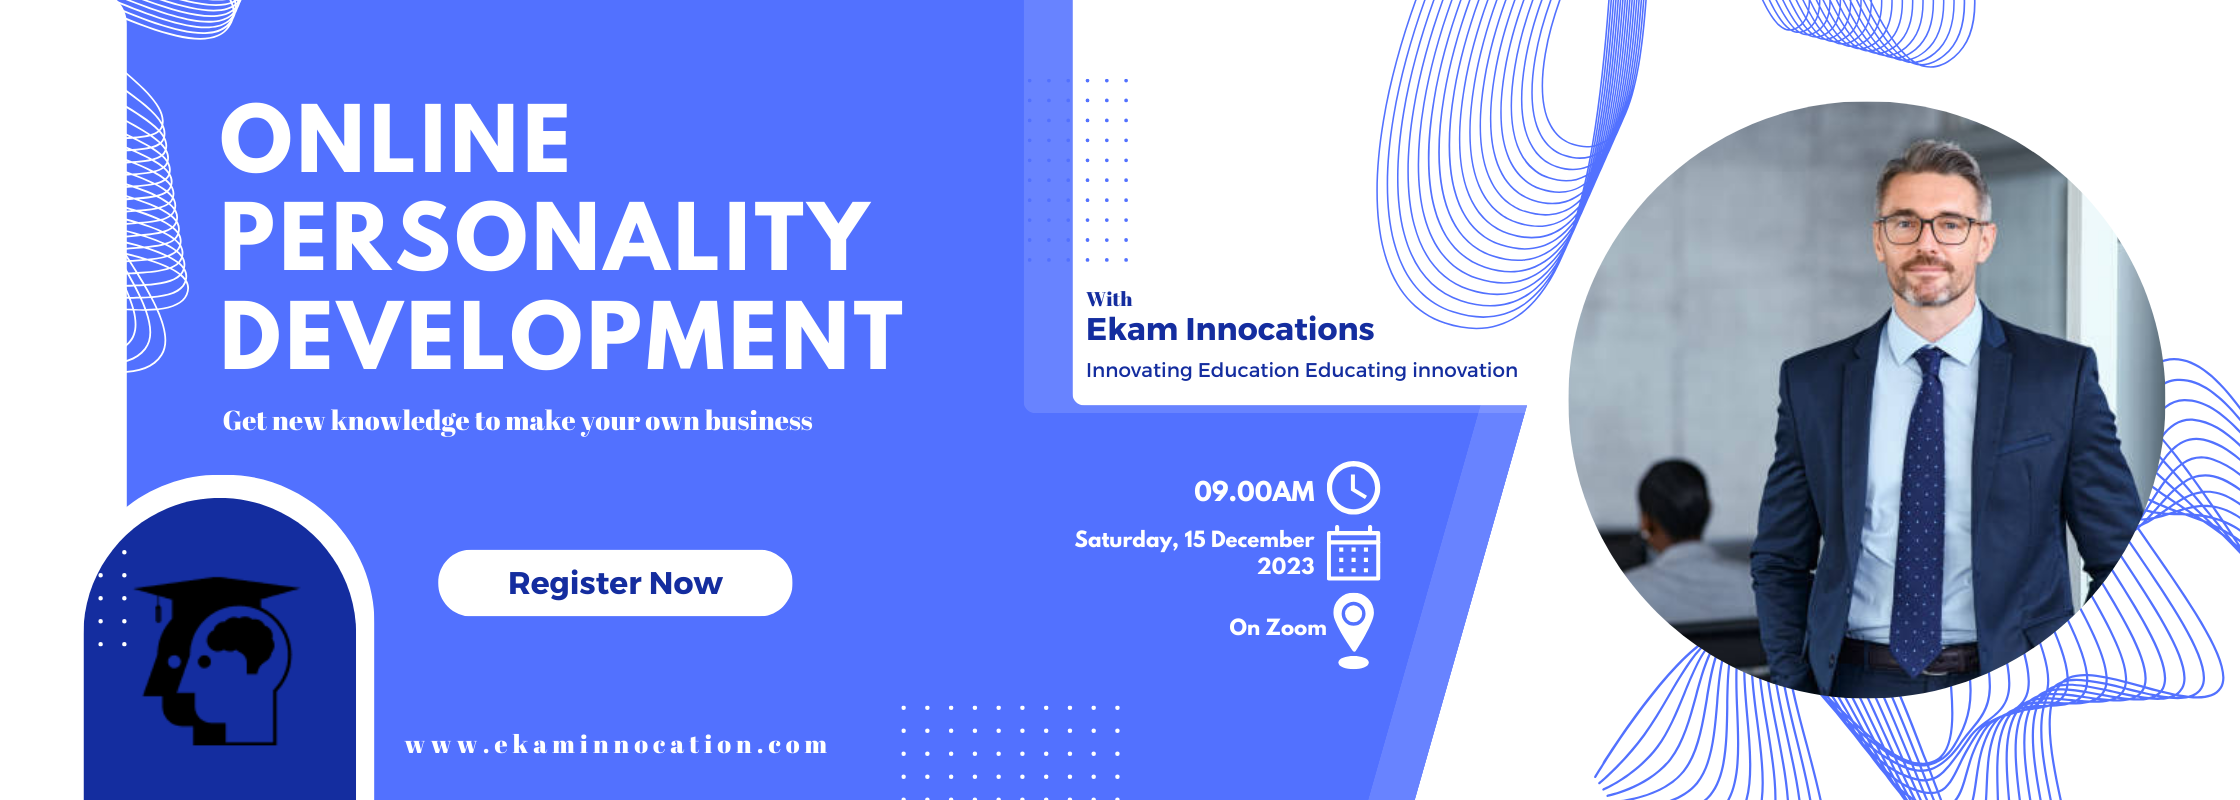 ONLINE
PERSONALITY
DEVELOPMENT
Get new knowledge to make your own business
Register Now
www.ekaminnocation.com
With
Ekam Innocations
Innovating Education Educating innovation
09.00AM
Saturday, 15 December
2023
On Zoom